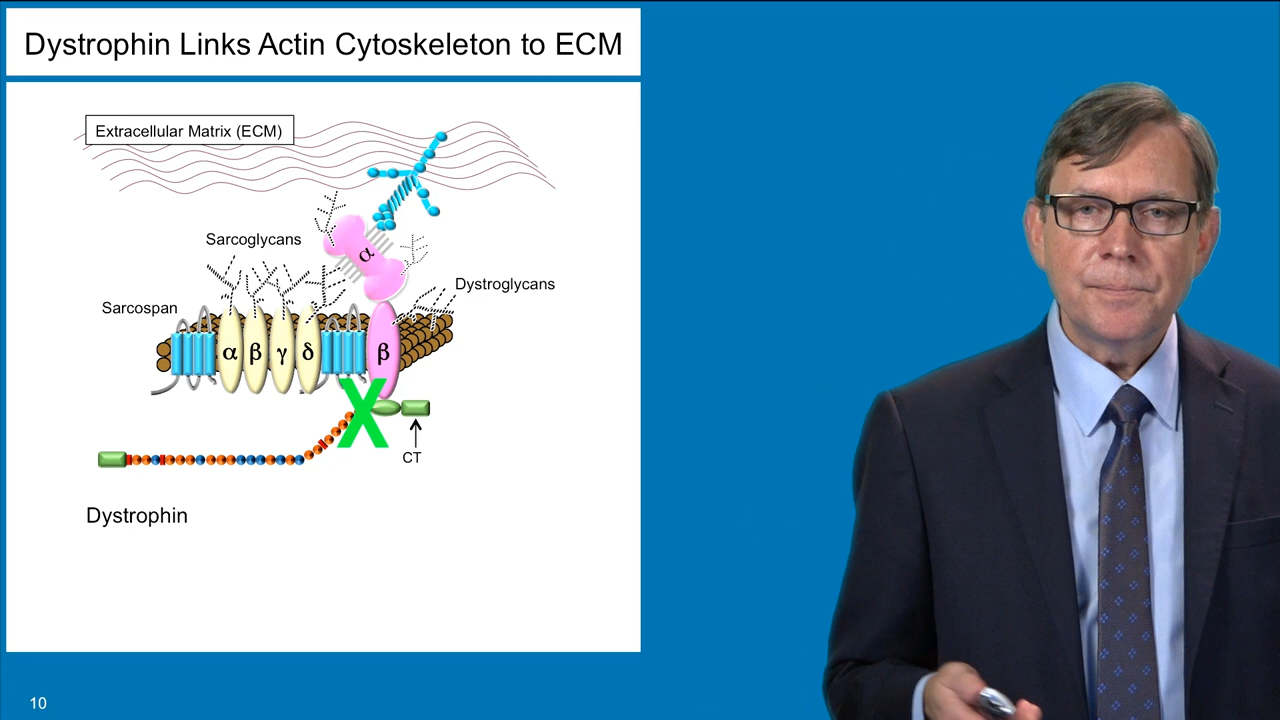 Dystrophin Links Actin Cytoskeleton to ECM
Extracellular Matrix (ECM)
Sarcoglycans
α
Dystroglycans
Sarcospan
α β γ δ β
X
CT
Dystrophin
10